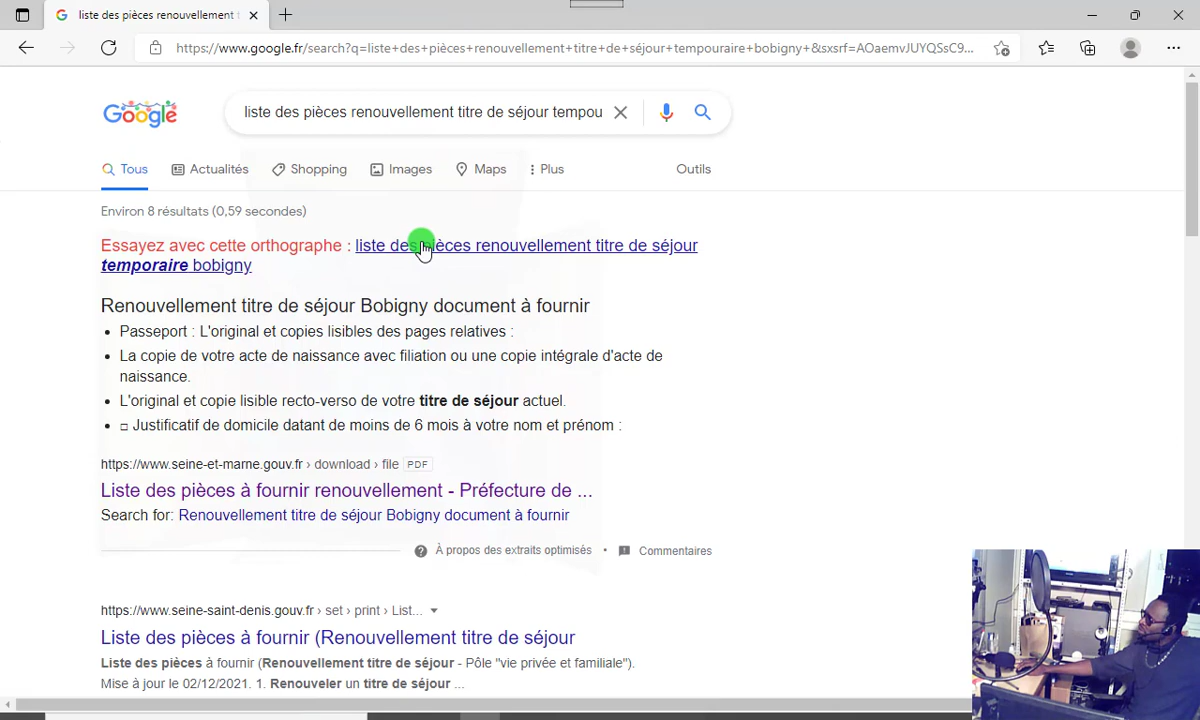 liste des pièces renouvellement t
https://www.google.fr/search?q=liste+des+pièces+renouvellement+titre+de+séjour+tempouraire+bobigny+&sxsrf=AOaemvJUYQSsC9...
Google
liste des pièces renouvellement titre de séjour tempou
Tous
Actualités
Shopping
Images
Maps
Plus
Outils
Environ 8 résultats (0,59 secondes)
Essayez avec cette orthographe : liste des pièces renouvellement titre de séjour
temporaire bobigny
Renouvellement titre de séjour Bobigny document à fournir
• Passeport : L'original et copies lisibles des pages relatives :
• La copie de votre acte de naissance avec filiation ou une copie intégrale d'acte de
naissance.
• L'original et copie lisible recto-verso de votre titre de séjour actuel.
• □ Justificatif de domicile datant de moins de 6 mois à votre nom et prénom :
https://www.seine-et-marne.gouv.fr › download › file PDF
Liste des pièces à fournir renouvellement - Préfecture de ...
Search for: Renouvellement titre de séjour Bobigny document à fournir
À propos des extraits optimisés • Commentaires
https://www.seine-saint-denis.gouv.fr › set › print › List...
Liste des pièces à fournir (Renouvellement titre de séjour
Liste des pièces à fournir (Renouvellement titre de séjour - Pôle "vie privée et familiale").
Mise à jour le 02/12/2021. 1. Renouveler un titre de séjour ...